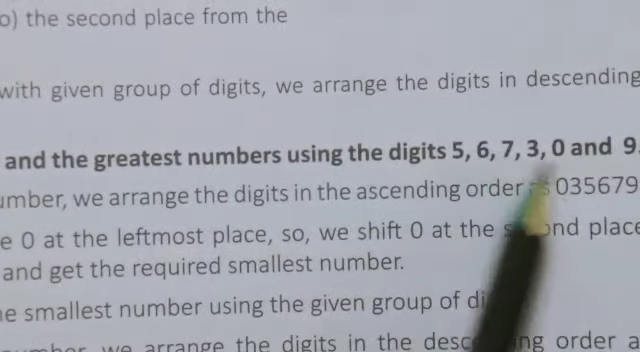 o) the second place from the
with given group of digits, we arrange the digits in descending
and the greatest numbers using the digits 5, 6, 7, 3, 0 and 9.
umber, we arrange the digits in the ascending order as 035679
e 0 at the leftmost place, so, we shift 0 at the second place
and get the required smallest number.
e smallest number using the given group of di
we arrange the digits in the desc ng order a